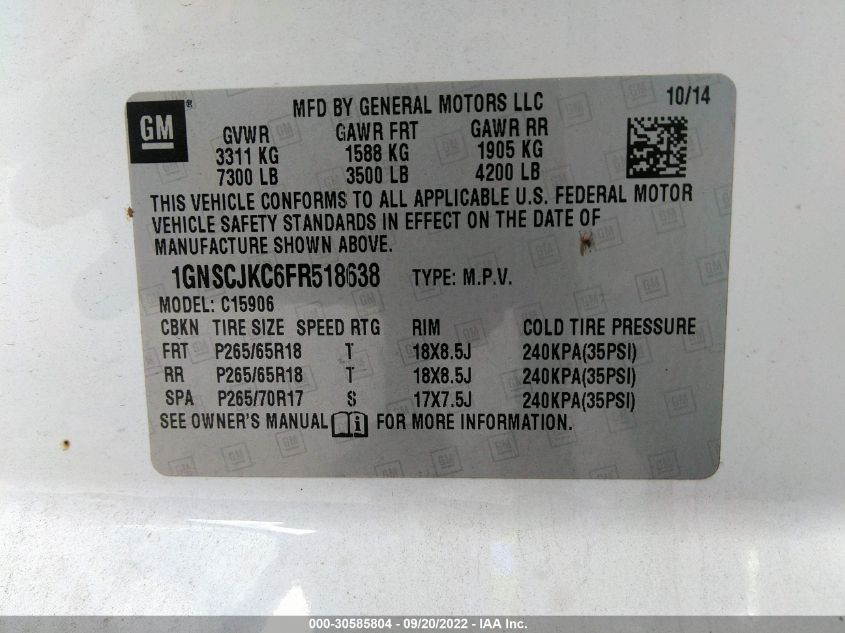 GM ® MFD BY GENERAL MOTORS LLC 10/14
GVWR GAWR FRT GAWR RR
3311 KG 1588 KG 1905 KG
7300 LB 3500 LB 4200 LB
THIS VEHICLE CONFORMS TO ALL APPLICABLE U.S. FEDERAL MOTOR
VEHICLE SAFETY STANDARDS IN EFFECT ON THE DATE OF
MANUFACTURE SHOWN ABOVE.
1GNSCJKC6FR518638 TYPE: M.P.V.
MODEL: C15906
CBKN TIRE SIZE SPEED RTG RIM COLD TIRE PRESSURE
FRT P265/65R18 T 18X8.5J 240KPA(35PSI)
RR P265/65R18 T 18X8.5J 240KPA(35PSI)
SPA P265/70R17 S 17X7.5J 240KPA(35PSI)
SEE OWNER'S MANUAL i FOR MORE INFORMATION.
000-30585804 - 09/20/2022 - IAA Inc.